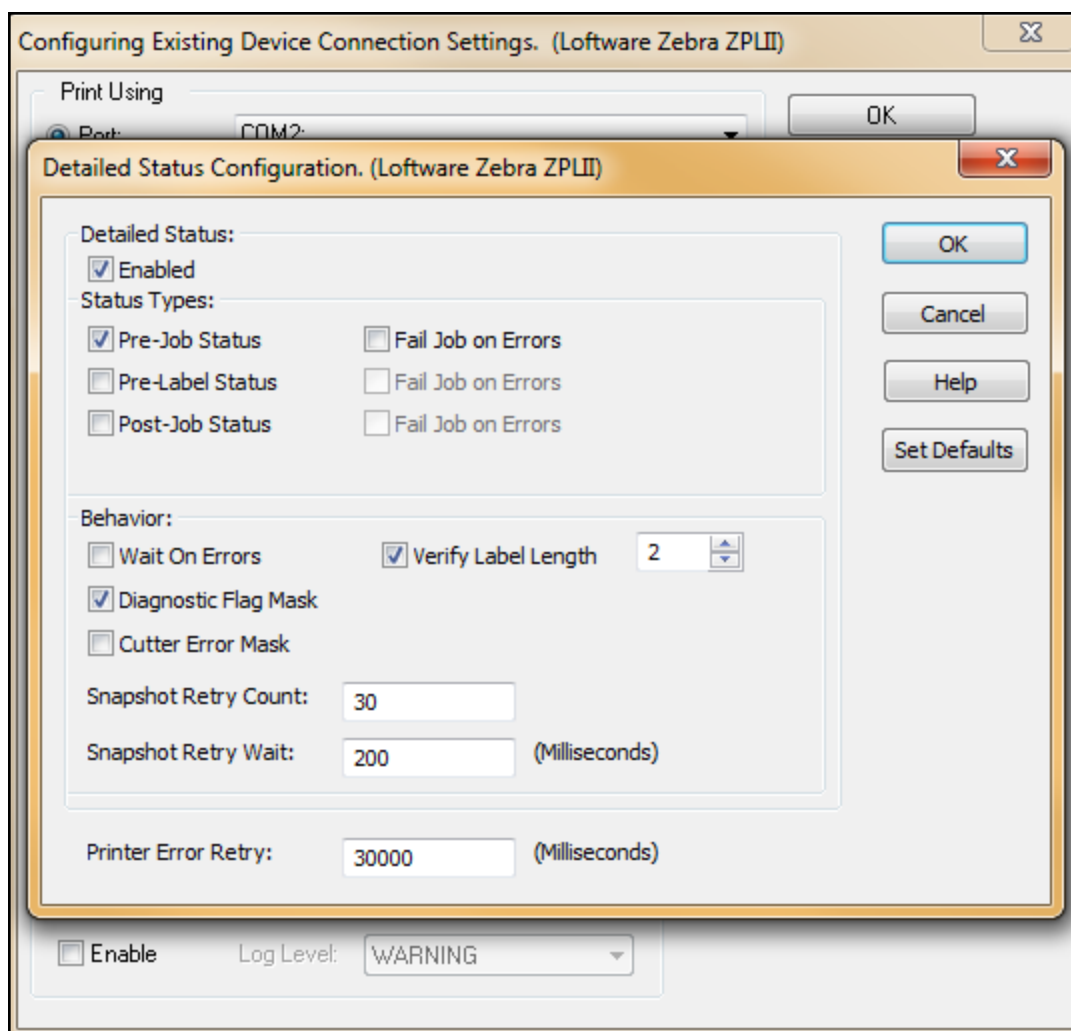 Configuring Existing Device Connection Settings. (Loftware Zebra ZPLII)
Print Using
OK
Port: COM2:
Detailed Status Configuration. (Loftware Zebra ZPLII)
Detailed Status:
OK
Enabled
Status Types:
Cancel
Pre-Job Status Fail Job on Errors
Pre-Label Status Fail Job on Errors
Help
Post-Job Status Fail Job on Errors
Set Defaults
Behavior:
Wait On Errors Verify Label Length 2
Diagnostic Flag Mask
Cutter Error Mask
Snapshot Retry Count: 30
Snapshot Retry Wait: 200 (Milliseconds)
Printer Error Retry: 30000 (Milliseconds)
Enable Log Level: WARNING